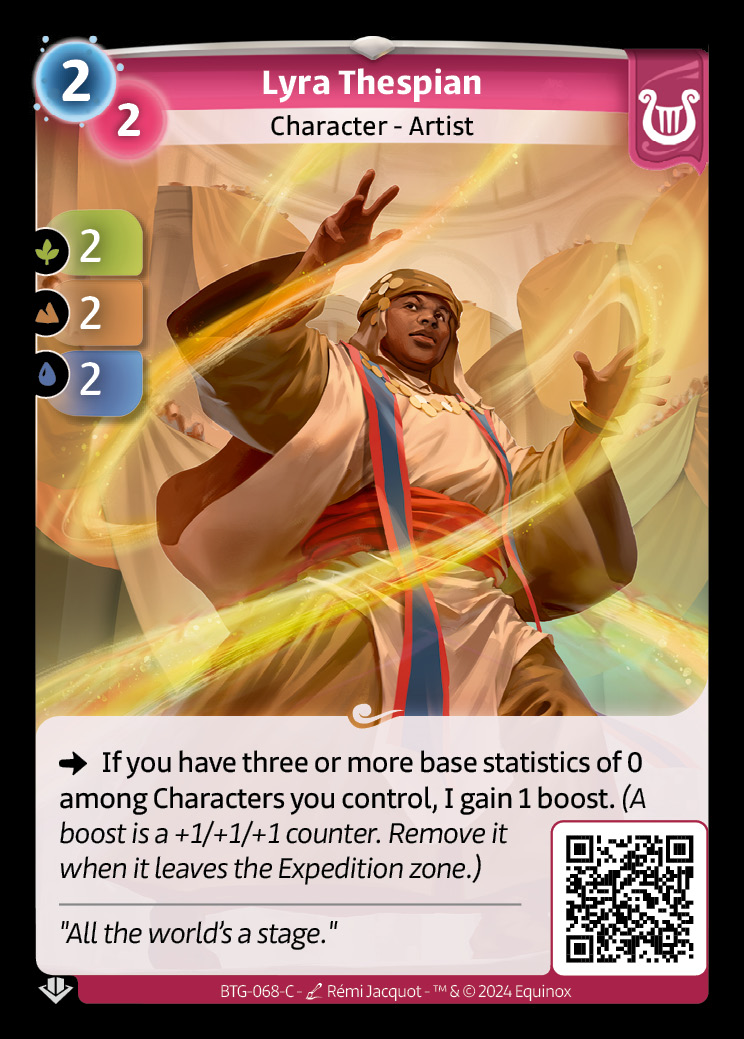 2
Lyra Thespian
2
Character - Artist
2
2
2
If you have three or more base statistics of 0
among Characters you control, I gain 1 boost. (A
boost is a +1/+1/+1 counter. Remove it
when it leaves the Expedition zone.)
"All the world's a stage."
BTG-068-C - Rémi Jacquot - ™ & © 2024 Equinox